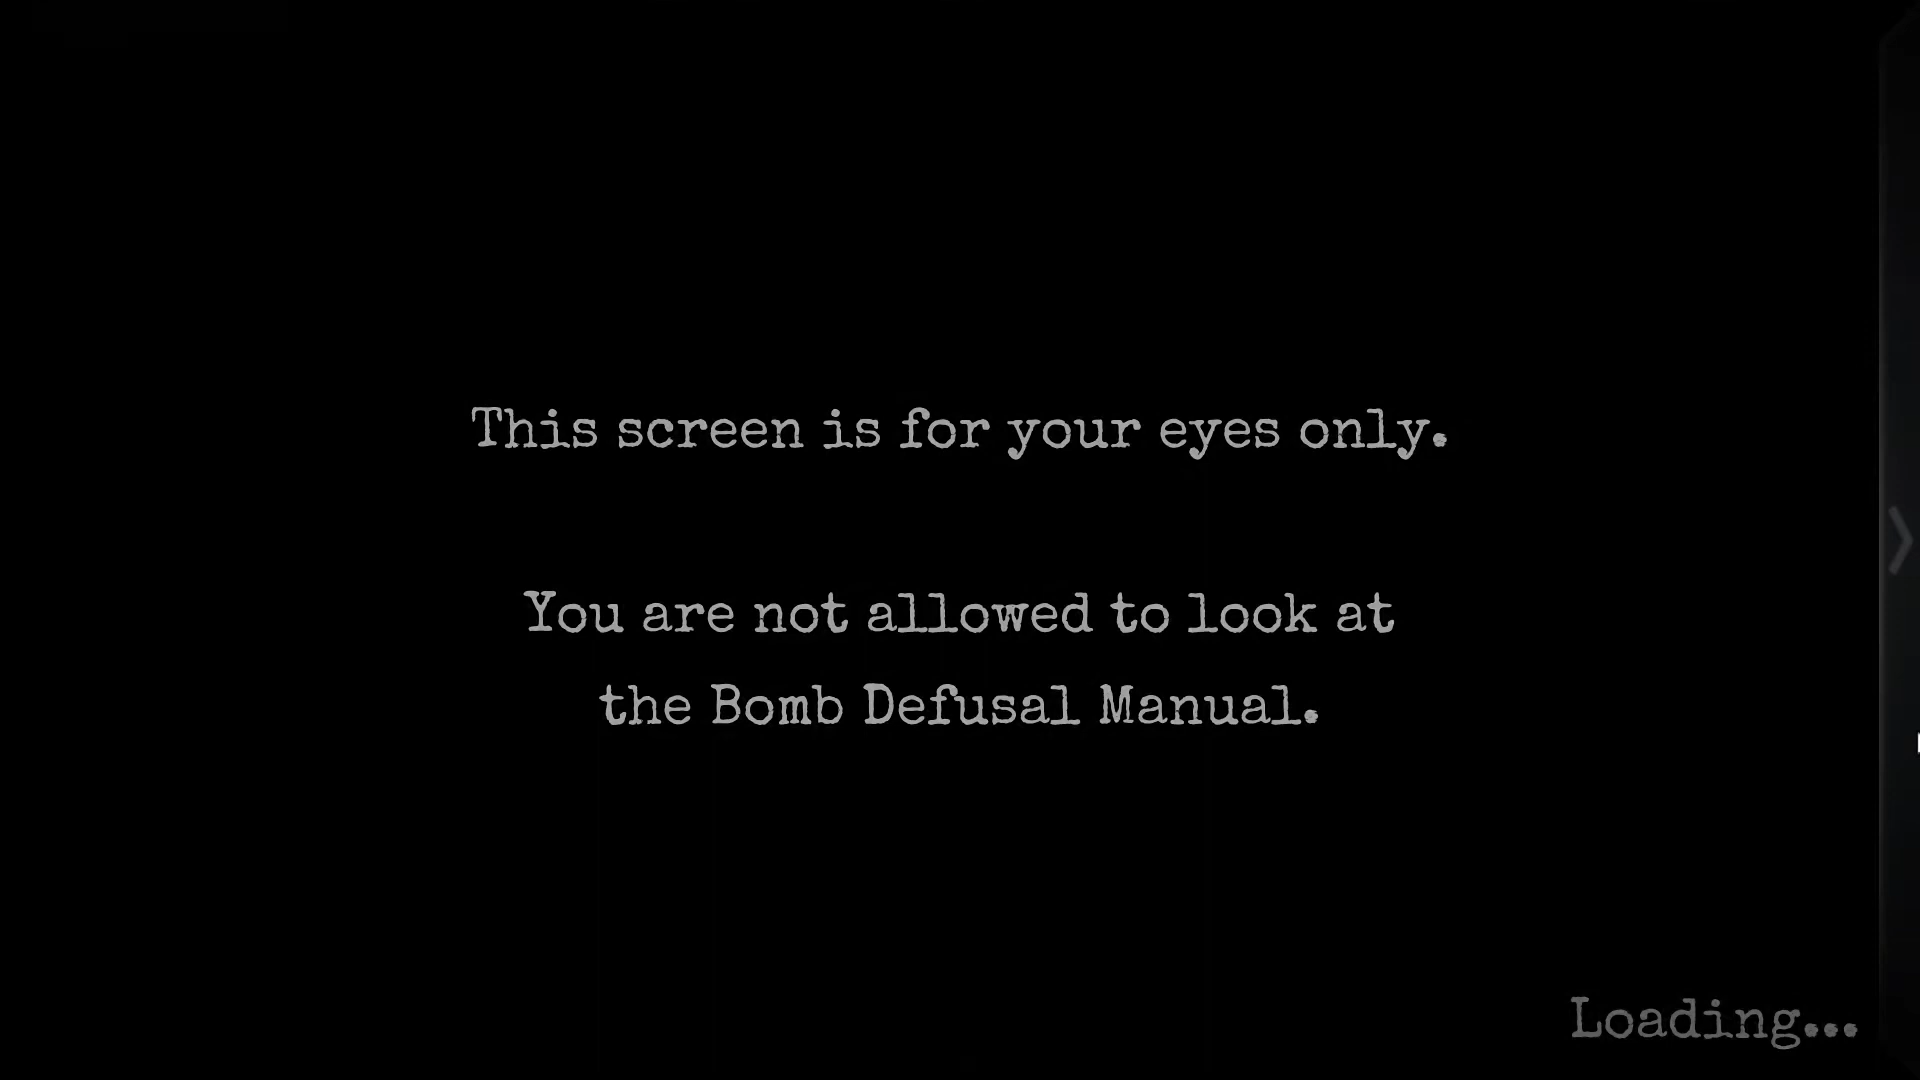 This screen is for your eyes only.
You are not allowed to look at
the Bomb Defusal Manual.
Loading...